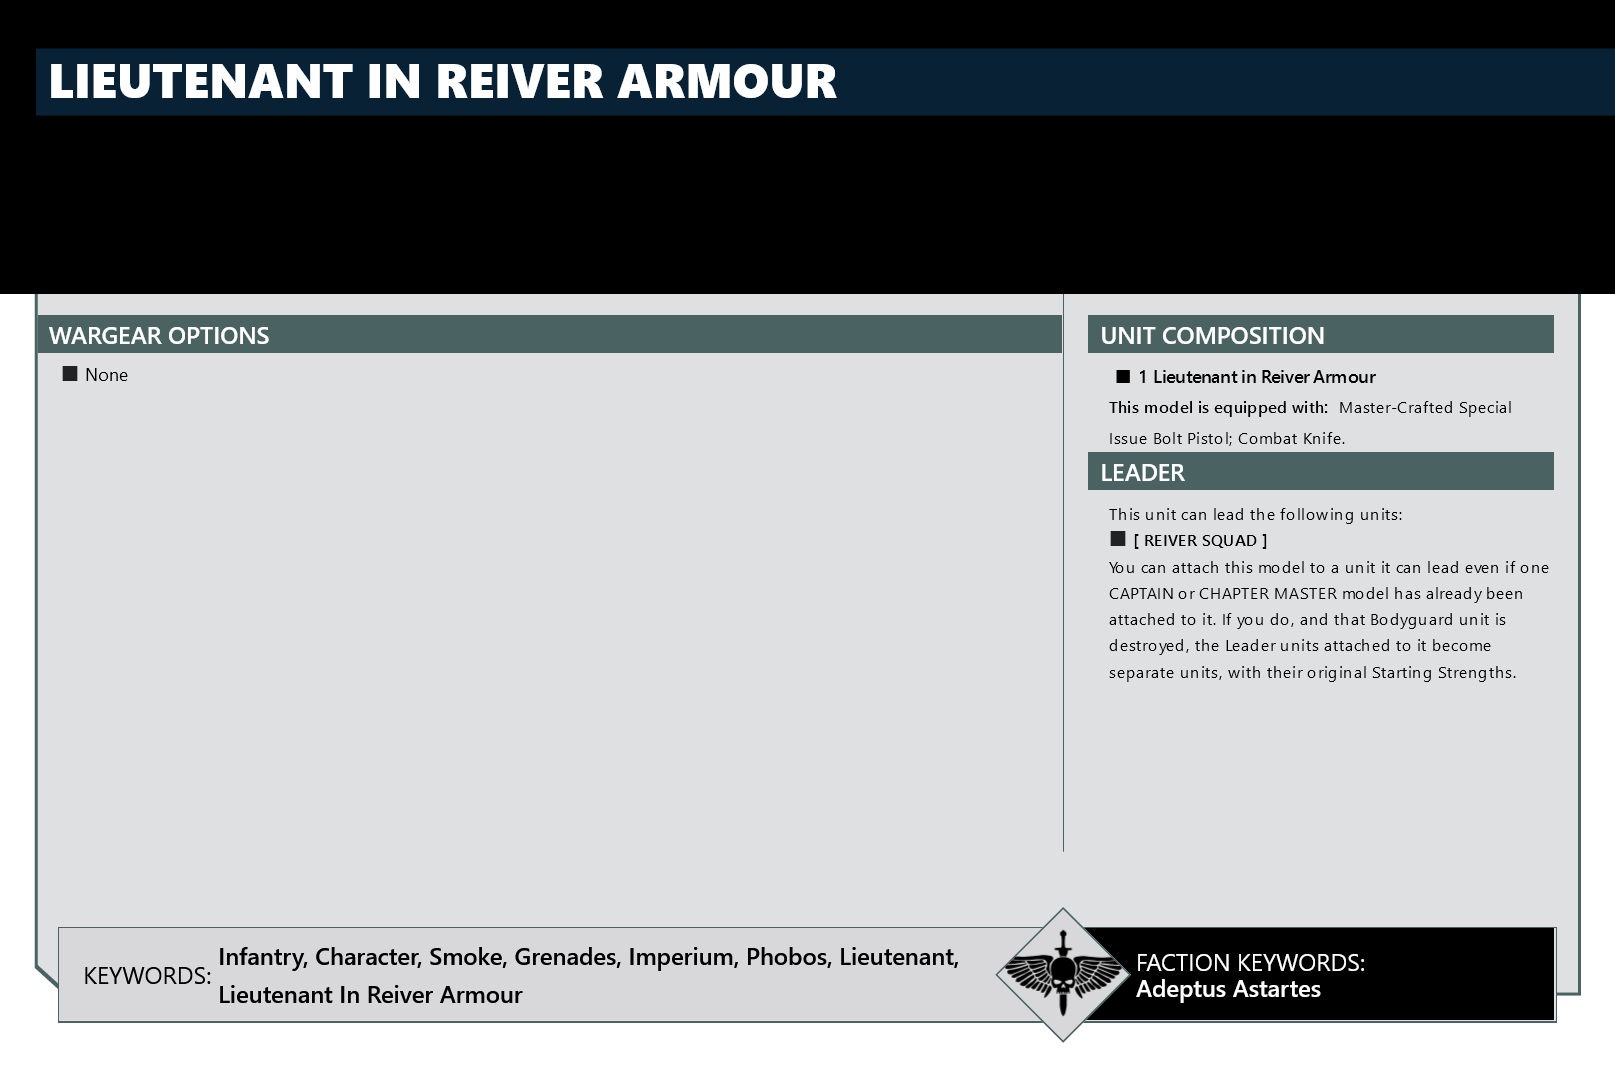 LIEUTENANT IN REIVER ARMOUR
WARGEAR OPTIONS
■ None
UNIT COMPOSITION
■ 1 Lieutenant in Reiver Armour
This model is equipped with: Master-Crafted Special
Issue Bolt Pistol; Combat Knife.
LEADER
This unit can lead the following units:
■ [ REIVER SQUAD ]
You can attach this model to a unit it can lead even if one
CAPTAIN or CHAPTER MASTER model has already been
attached to it. If you do, and that Bodyguard unit is
destroyed, the Leader units attached to it become
separate units, with their original Starting Strengths.
KEYWORDS: Infantry, Character, Smoke, Grenades, Imperium, Phobos, Lieutenant,
Lieutenant In Reiver Armour
FACTION KEYWORDS:
Adeptus Astartes